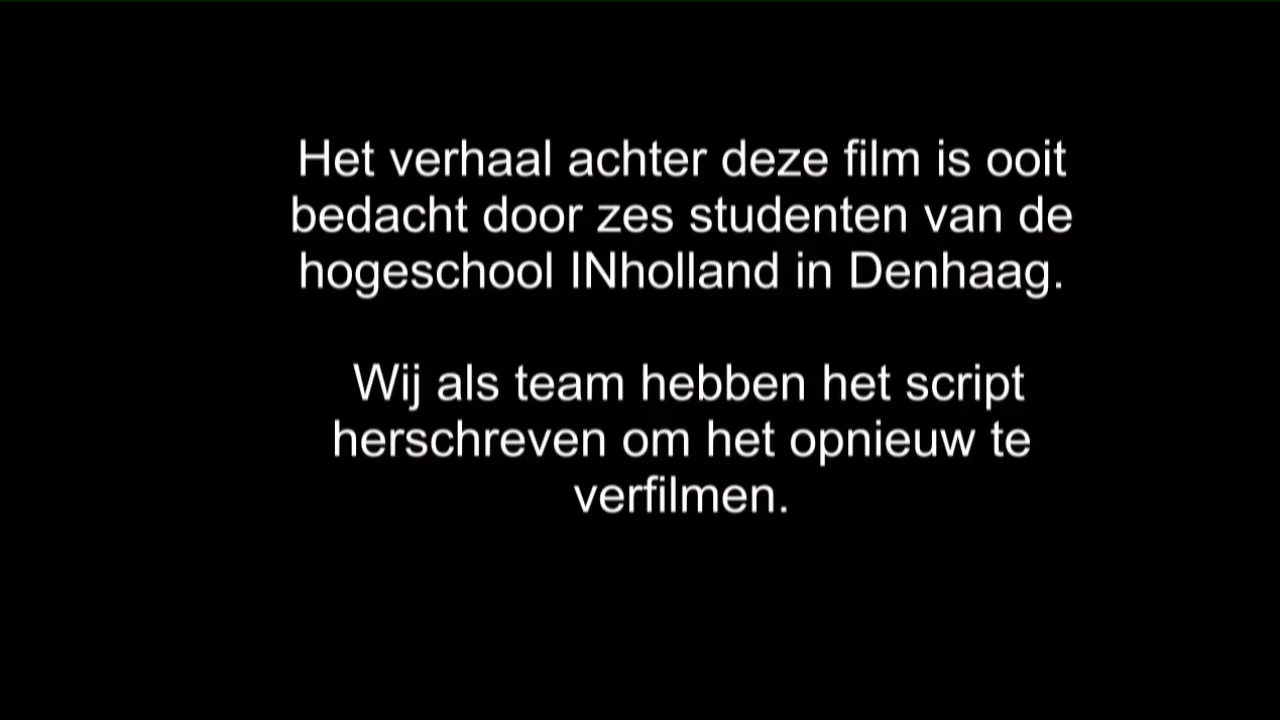 Het verhaal achter deze film is ooit
bedacht door zes studenten van de
hogeschool INholland in Denhaag.
Wij als team hebben het script
herschreven om het opnieuw te
verfilmen.